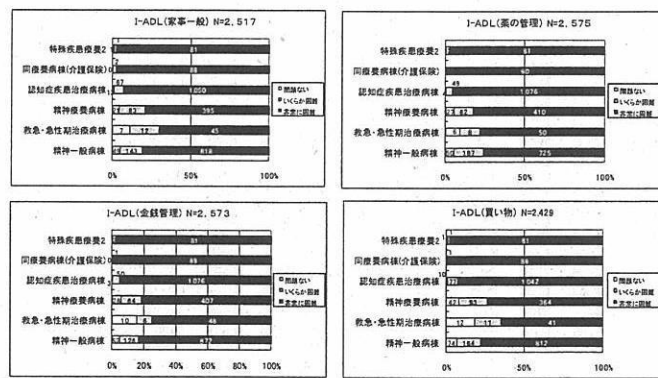 I-ADL(家事一般) N=2,517
特殊疾患療養2
同療養病棟(介護保険)
認知症疾患治療病棟
精神療養病棟
救急・急性期治療病棟
精神一般病棟
81
88
67
1,050
83
395
7
12
45
143
818
0%
50%
100%
問題ない
いくらか困難
非常に困難
I-ADL(薬の管理) N=2,575
特殊疾患療養2
同療養病棟(介護保険)
認知症疾患治療病棟
精神療養病棟
救急・急性期治療病棟
精神一般病棟
81
90
49
1,076
82
410
6
8
50
187
725
0%
50%
100%
問題ない
いくらか困難
非常に困難
I-ADL(金銭管理) N=2,573
特殊疾患療養2
同療養病棟(介護保険)
認知症疾患治療病棟
精神療養病棟
救急・急性期治療病棟
精神一般病棟
81
89
50
1,076
64
407
10
6
48
126
0%
20%
40%
60%
80%
100%
問題ない
いくらか困難
非常に困難
I-ADL(買い物) N=2,429
特殊疾患療養2
同療養病棟(介護保険)
認知症疾患治療病棟
精神療養病棟
救急・急性期治療病棟
精神一般病棟
81
88
10
1,042
62
93
364
12
11
41
74
164
612
0%
50%
100%
問題ない
いくらか困難
非常に困難